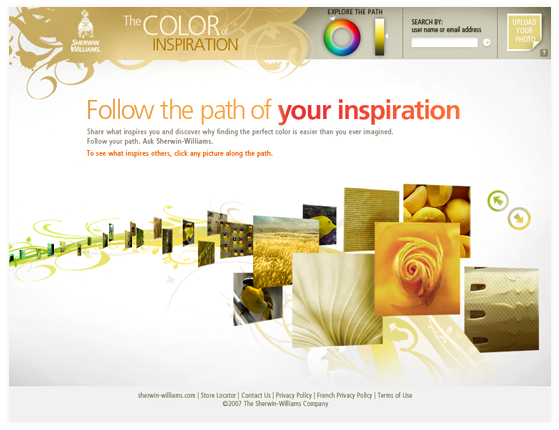 SHERWIN
WILLIAMS.
The COLOR of
INSPIRATION
EXPLORE THE PATH
SEARCH BY:
user name or email address
UPLOAD
YOUR
PHOTO
Follow the path of your inspiration
Share what inspires you and discover why finding the perfect color is easier than you ever imagined.
Follow your path. Ask Sherwin-Williams.
To see what inspires others, click any picture along the path.
sherwin-williams.com | Store Locator | Contact Us | Privacy Policy | French Privacy Policy | Terms of Use
©2007 The Sherwin-Williams Company